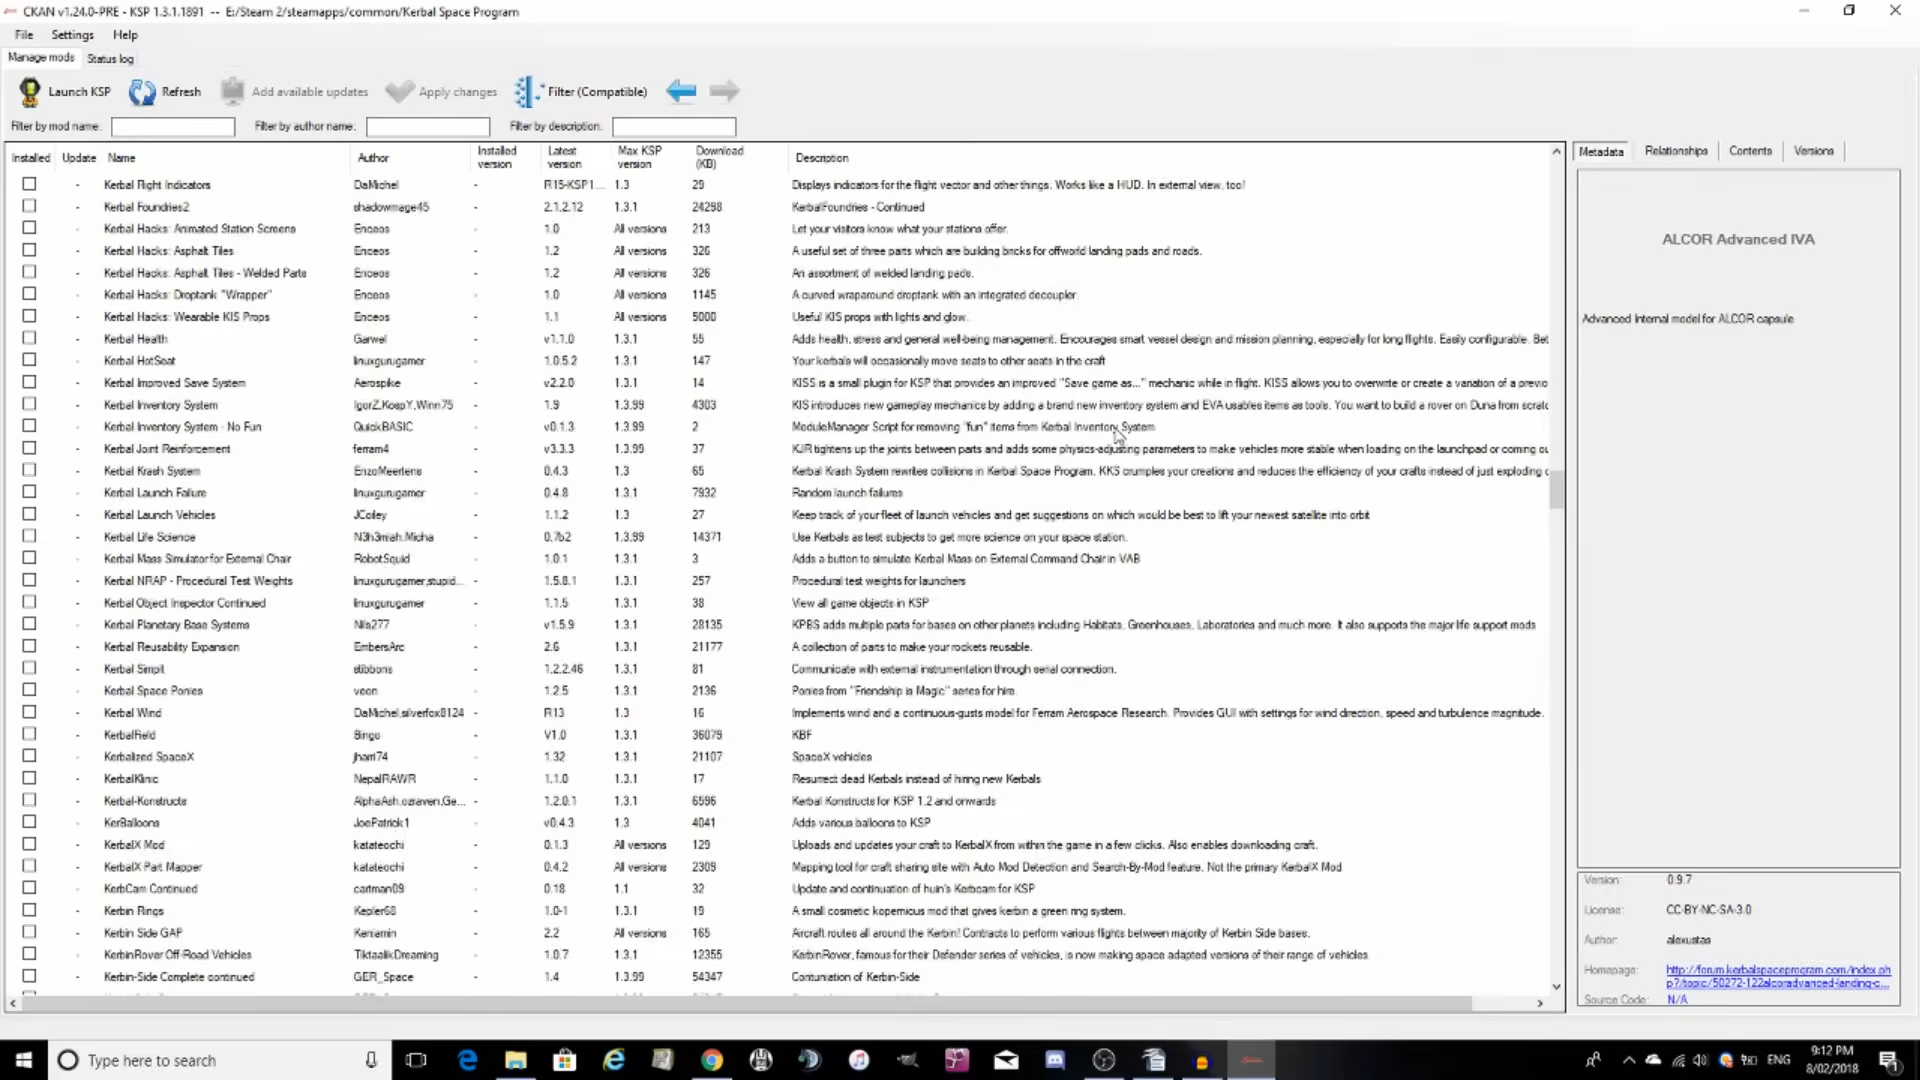 CKAN v1.24.0-PRE - KSP 1.3.1.1891 -- E:/Steam 2/steamapps/common/Kerbal Space Program
File Settings Help
Manage mods Status log
Launch KSP Refresh Add available updates Apply changes Filter (Compatible)
Filter by mod name: Filter by author name: Filter by description:
Installed Update Name Author Installed version Latest version Max KSP version Download (KB) Description
- Kerbal Flight Indicators DaMichel - R15-KSP1... 1.3 29 Displays indicators for the flight vector and other things. Works like a HUD. In external view, too!
- Kerbal Foundries2 shadowmage45 - 2.1.2.12 1.3.1 24298 KerbalFoundries - Continued
- Kerbal Hacks: Animated Station Screens Enceos - 1.0 All versions 213 Let your visitors know what your stations offer.
- Kerbal Hacks: Asphalt Tiles Enceos - 1.2 All versions 326 A useful set of three parts which are building bricks for offworld landing pads and roads.
- Kerbal Hacks: Asphalt Tiles - Welded Parts Enceos - 1.2 All versions 326 An assortment of welded landing pads.
- Kerbal Hacks: Droptank "Wrapper" Enceos - 1.0 All versions 1145 A curved wraparound droptank with an integrated decoupler
- Kerbal Hacks: Wearable KIS Props Enceos - 1.1 All versions 5000 Useful KIS props with lights and glow.
- Kerbal Health Garwel - v1.1.0 1.3.1 55 Adds health, stress and general well-being management. Encourages smart vessel design and mission planning, especially for long flights. Easily configurable. Bet
- Kerbal HotSeat linuxgurugamer - 1.0.5.2 1.3.1 147 Your kerbals will occasionally move seats to other seats in the craft
- Kerbal Improved Save System Aerospike - v2.2.0 1.3.1 14 KISS is a small plugin for KSP that provides an improved "Save game as..." mechanic while in flight. KISS allows you to overwrite or create a variation of a previo
- Kerbal Inventory System IgorZ,KospY,Winn75 - 1.9 1.3.99 4303 KIS introduces new gameplay mechanics by adding a brand new inventory system and EVA usables items as tools. You want to build a rover on Duna from scratc
- Kerbal Inventory System - No Fun QuickBASIC - v0.1.3 1.3.99 2 ModuleManager Script for removing "fun" items from Kerbal Inventory System
- Kerbal Joint Reinforcement ferram4 - v3.3.3 1.3.99 37 KJR tightens up the joints between parts and adds some physics-adjusting parameters to make vehicles more stable when loading on the launchpad or coming ou
- Kerbal Krash System EnzoMeertens - 0.4.3 1.3 65 Kerbal Krash System rewrites collisions in Kerbal Space Program. KKS crumples your creations and reduces the efficiency of your crafts instead of just exploding o
- Kerbal Launch Failure linuxgurugamer - 0.4.8 1.3.1 7932 Random launch failures
- Kerbal Launch Vehicles JCoiley - 1.1.2 1.3 27 Keep track of your fleet of launch vehicles and get suggestions on which would be best to lift your newest satellite into orbit
- Kerbal Life Science N3h3miah,Micha - 0.7b2 1.3.99 14371 Use Kerbals as test subjects to get more science on your space station.
- Kerbal Mass Simulator for External Chair RobotSquid - 1.0.1 1.3.1 3 Adds a button to simulate Kerbal Mass on External Command Chair in VAB
- Kerbal NRAP - Procedural Test Weights linuxgurugamer,stupid... - 1.5.8.1 1.3.1 257 Procedural test weights for launchers
- Kerbal Object Inspector Continued linuxgurugamer - 1.1.5 1.3.1 38 View all game objects in KSP
- Kerbal Planetary Base Systems Nils277 - v1.5.9 1.3.1 28135 KPBS adds multiple parts for bases on other planets including Habitats, Greenhouses, Laboratories and much more. It also supports the major life support mods
- Kerbal Reusability Expansion EmbersArc - 2.6 1.3.1 21177 A collection of parts to make your rockets reusable.
- Kerbal Simpit stibbons - 1.2.2.46 1.3.1 81 Communicate with external instrumentation through serial connection.
- Kerbal Space Ponies veon - 1.2.5 1.3.1 2136 Ponies from "Friendship is Magic" series for hire.
- Kerbal Wind DaMichel,silverfox8124 - R13 1.3 16 Implements wind and a continuous-gusts model for Ferram Aerospace Research. Provides GUI with settings for wind direction, speed and turbulence magnitude.
- KerbalField Bingo - V1.0 1.3.1 36079 KBF
- Kerbalized SpaceX jharri74 - 1.32 1.3.1 21107 SpaceX vehicles
- KerbalKlinic NepalRAWR - 1.1.0 1.3.1 17 Resurrect dead Kerbals instead of hiring new Kerbals
- Kerbal-Konstructs AlphaAsh,ozraven,Ge... - 1.2.0.1 1.3.1 6596 Kerbal Konstructs for KSP 1.2 and onwards
- KerBalloons JoePatrick1 - v0.4.3 1.3 4041 Adds various balloons to KSP
- KerbalX Mod katateochi - 0.1.3 All versions 129 Uploads and updates your craft to KerbalX from within the game in a few clicks. Also enables downloading craft.
- KerbalX Part Mapper katateochi - 0.4.2 All versions 2309 Mapping tool for craft sharing site with Auto Mod Detection and Search-By-Mod feature. Not the primary KerbalX Mod
- KerbCam Continued cartman09 - 0.18 1.1 32 Update and continuation of huin's Kerbcam for KSP
- Kerbin Rings Kepler68 - 1.0-1 1.3.1 19 A small cosmetic kopernicus mod that gives kerbin a green ring system.
- Kerbin Side GAP Keniamin - 2.2 All versions 165 Aircraft routes all around the Kerbin! Contracts to perform various flights between majority of Kerbin Side bases.
- KerbinRover Off-Road Vehicles TiktaalikDreaming - 1.0.7 1.3.1 12355 KerbinRover, famous for their Defender series of vehicles, is now making space adapted versions of their range of vehicles.
- Kerbin-Side Complete continued GER_Space - 1.4 1.3.99 54347 Contuniation of Kerbin-Side
Metadata Relationships Contents Versions
ALCOR Advanced IVA
Advanced Internal model for ALCOR capsule
Version: 0.9.7
License: CC-BY-NC-SA-3.0
Author: alexustas
Homepage: http://forum.kerbalspaceprogram.com/index.ph
p?/topic/50272-122alcoradvanced-landing-c...
Source Code: N/A
Type here to search
ENG
9:12 PM
8/02/2018
1